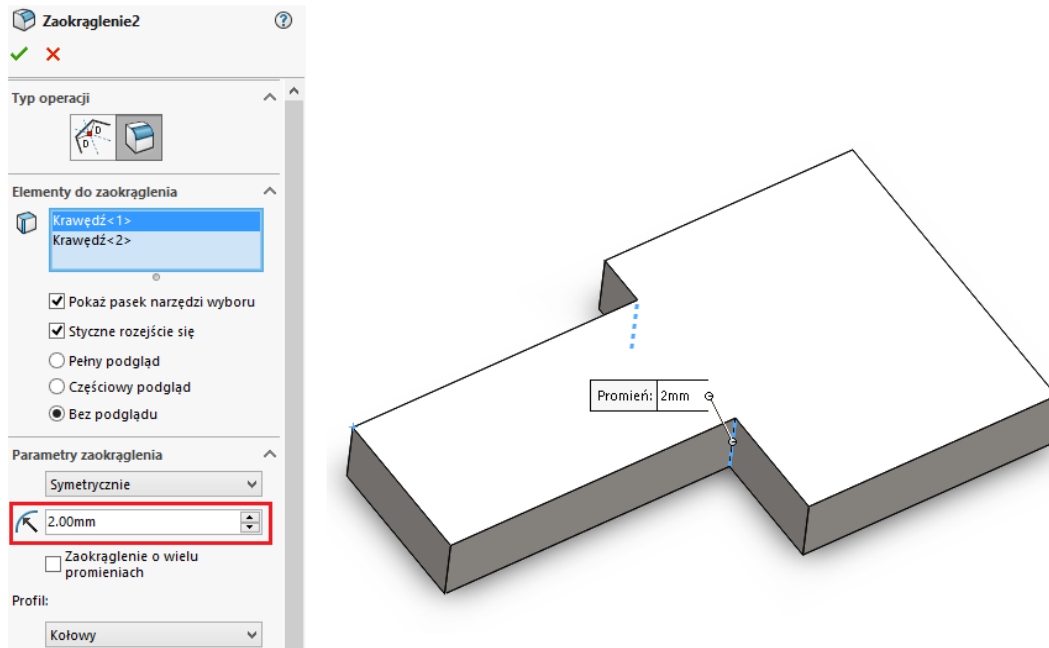 Zaokrąglenie2
Typ operacji
Elementy do zaokrąglenia
Krawędź<1>
Krawędź<2>
Pokaż pasek narzędzi wyboru
Styczne rozejście się
Pełny podgląd
Częściowy podgląd
Bez podglądu
Parametry zaokrąglenia
Symetrycznie
2.00mm
Zaokrąglenie o wielu
promieniach
Profil:
Kołowy
Promień: 2mm